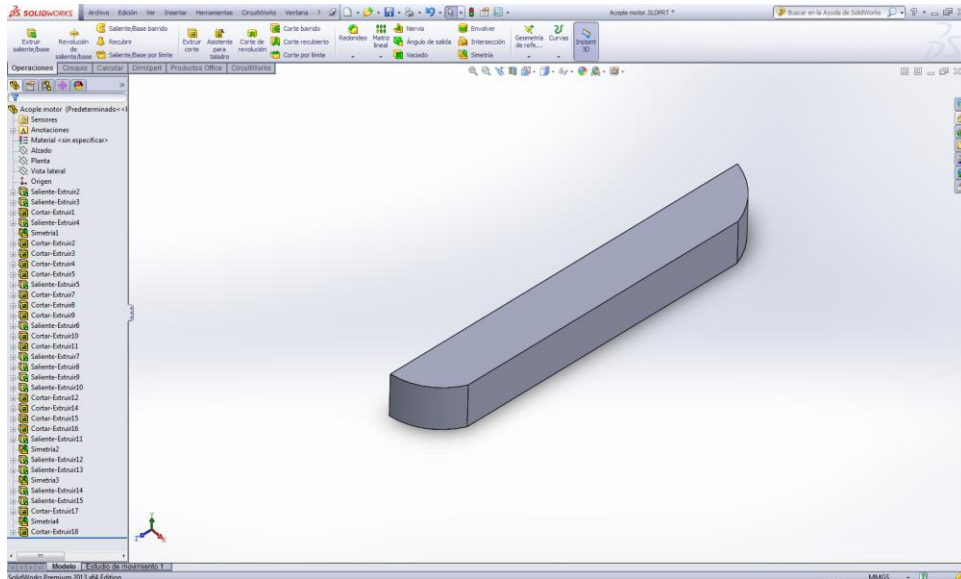 SOLIDWORKS Archivo Edición Ver Insertar Herramientas CircuitWorks Ventana ? Acople motor.SLDPRT * Buscar en la Ayuda de SolidWorks
Extruir saliente/base
Revolución de saliente/base
Saliente/Base barrido
Recubrir
Saliente/Base por límite
Extruir corte
Asistente para taladro
Corte de revolución
Corte barrido
Corte recubierto
Corte por límite
Redondeo
Matriz lineal
Nervio
Ángulo de salida
Vaciado
Envolver
Intersección
Simetría
Geometría de refe...
Curvas
Instant 3D
Operaciones Croquis Calcular DimXpert Productos Office CircuitWorks
Acople motor (Predeterminado<<
Sensores
Anotaciones
Material <sin especificar>
Alzado
Planta
Vista lateral
Origen
Saliente-Extruir2
Saliente-Extruir3
Cortar-Extruir1
Saliente-Extruir4
Simetría1
Cortar-Extruir2
Cortar-Extruir3
Cortar-Extruir4
Cortar-Extruir5
Saliente-Extruir5
Cortar-Extruir7
Cortar-Extruir8
Cortar-Extruir9
Saliente-Extruir6
Cortar-Extruir10
Cortar-Extruir11
Saliente-Extruir7
Saliente-Extruir8
Saliente-Extruir9
Saliente-Extruir10
Cortar-Extruir12
Cortar-Extruir14
Cortar-Extruir15
Cortar-Extruir16
Saliente-Extruir11
Simetría2
Saliente-Extruir12
Saliente-Extruir13
Simetría3
Saliente-Extruir14
Saliente-Extruir15
Cortar-Extruir17
Simetría4
Cortar-Extruir18
Modelo Estudio de movimiento 1
SolidWorks Premium 2013 x64 Edition MMGS